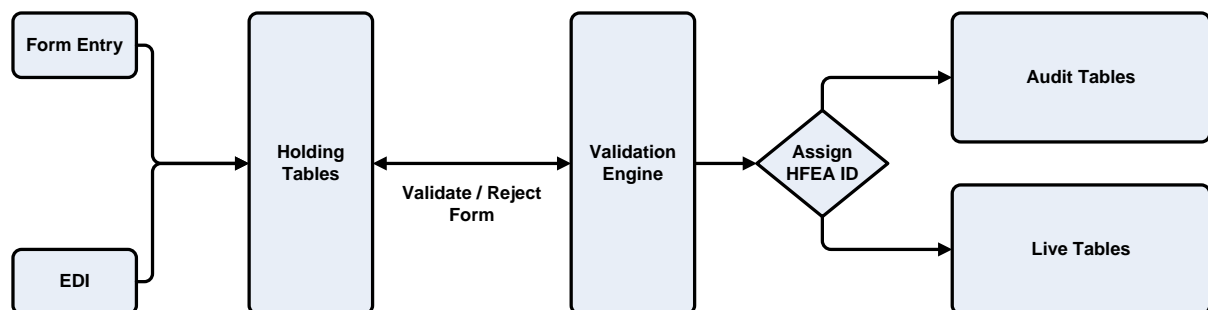 Form Entry
EDI
Holding
Tables
Validate / Reject
Form
Validation
Engine
Assign
HFEA ID
Audit Tables
Live Tables